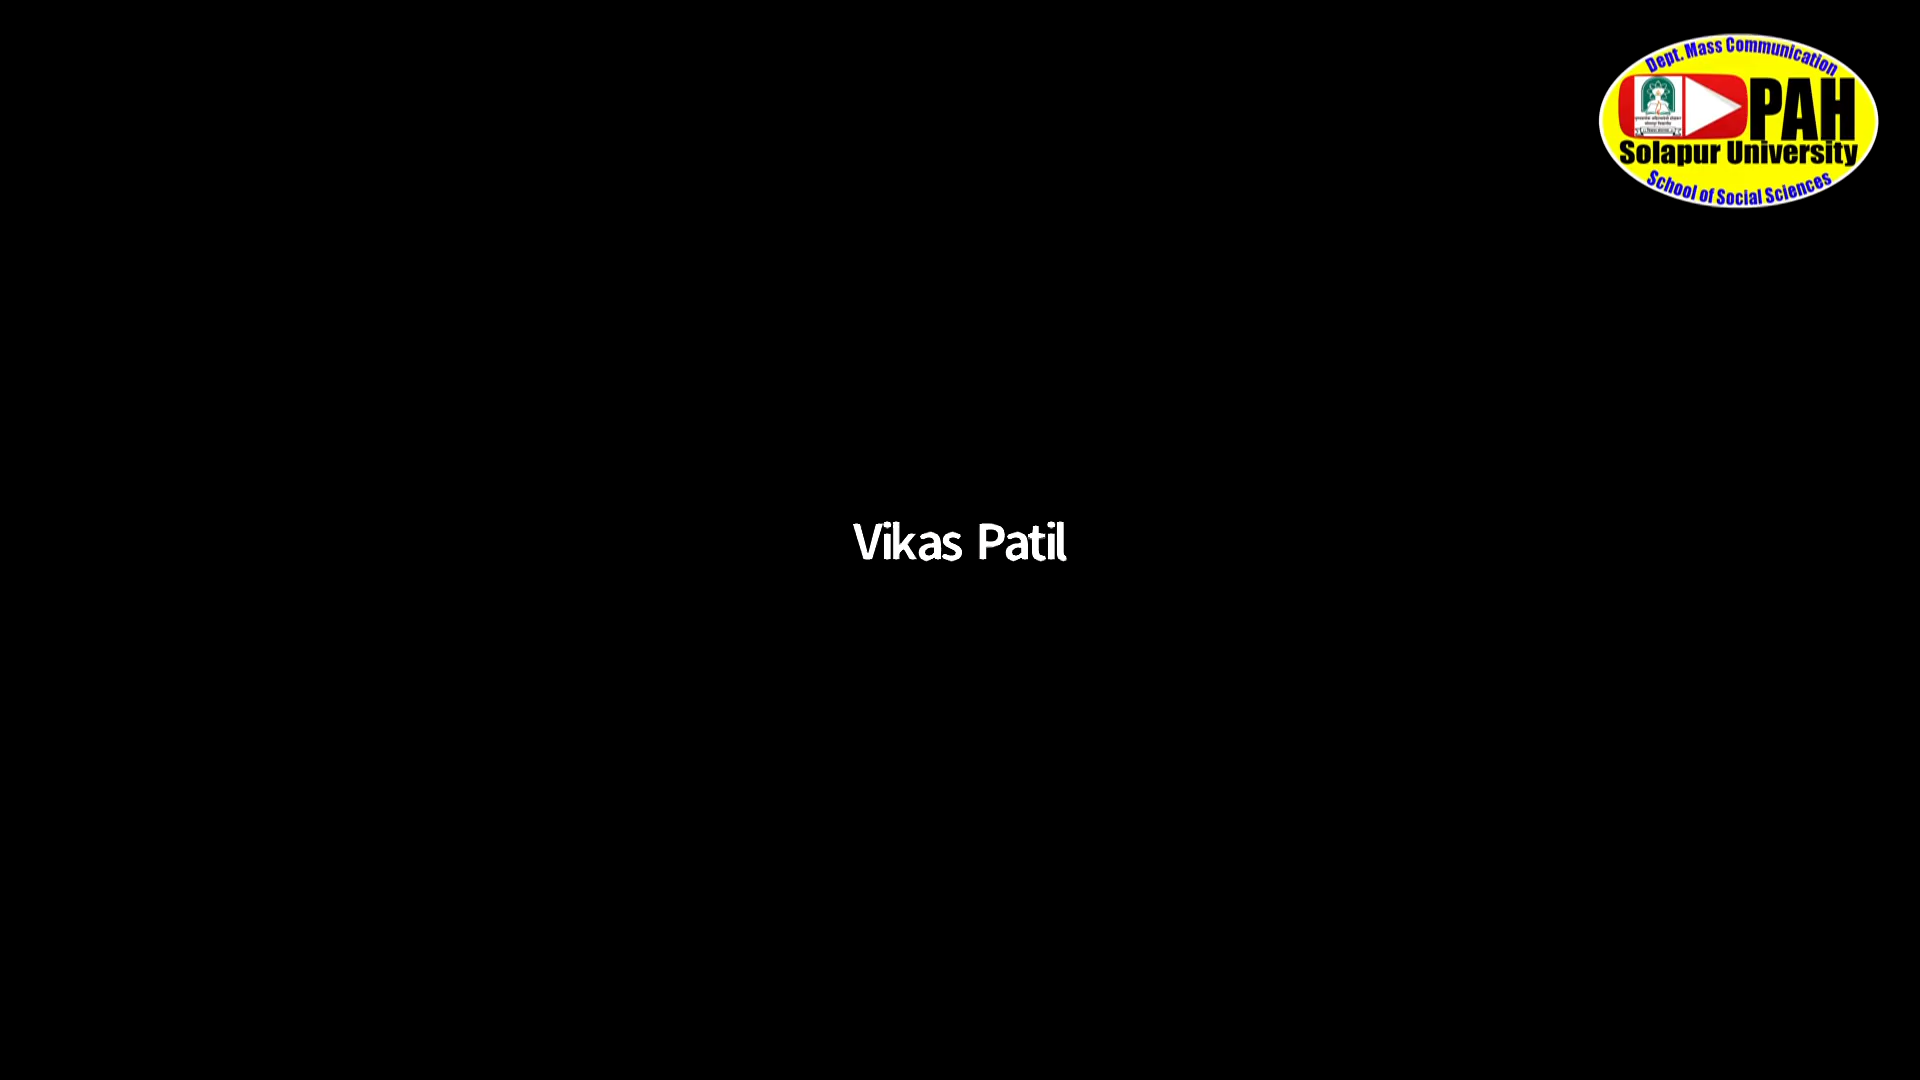 Dept. Mass Communication
PAH
Solapur University
School of Social Sciences
Vikas Patil